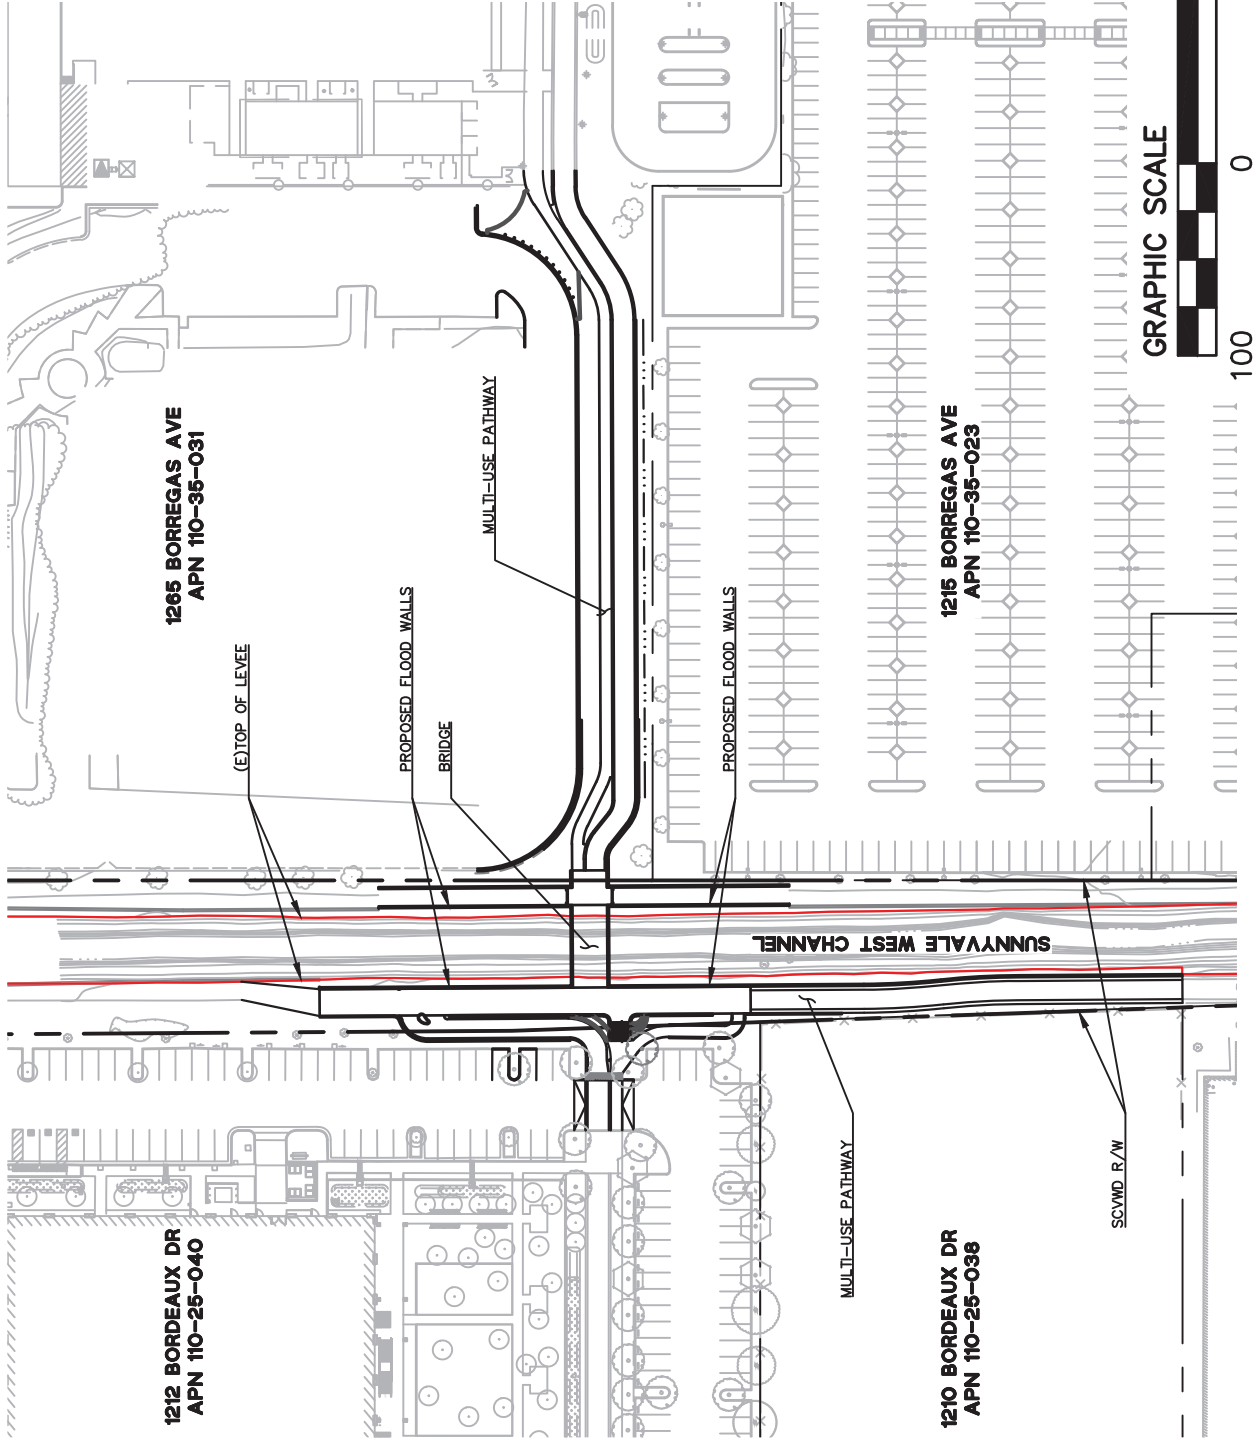 1265 BORREGAS AVE
APN 110-35-031
MULTI-USE PATHWAY
(E)TOP OF LEVEE
PROPOSED FLOOD WALLS
BRIDGE
PROPOSED FLOOD WALLS
1215 BORREGAS AVE
APN 110-35-023
GRAPHIC SCALE
100
0
SUNNYVALE WEST CHANNEL
1212 BORDEAUX DR
APN 110-25-040
MULTI-USE PATHWAY
SCVWD R/W
1210 BORDEAUX DR
APN 110-25-038